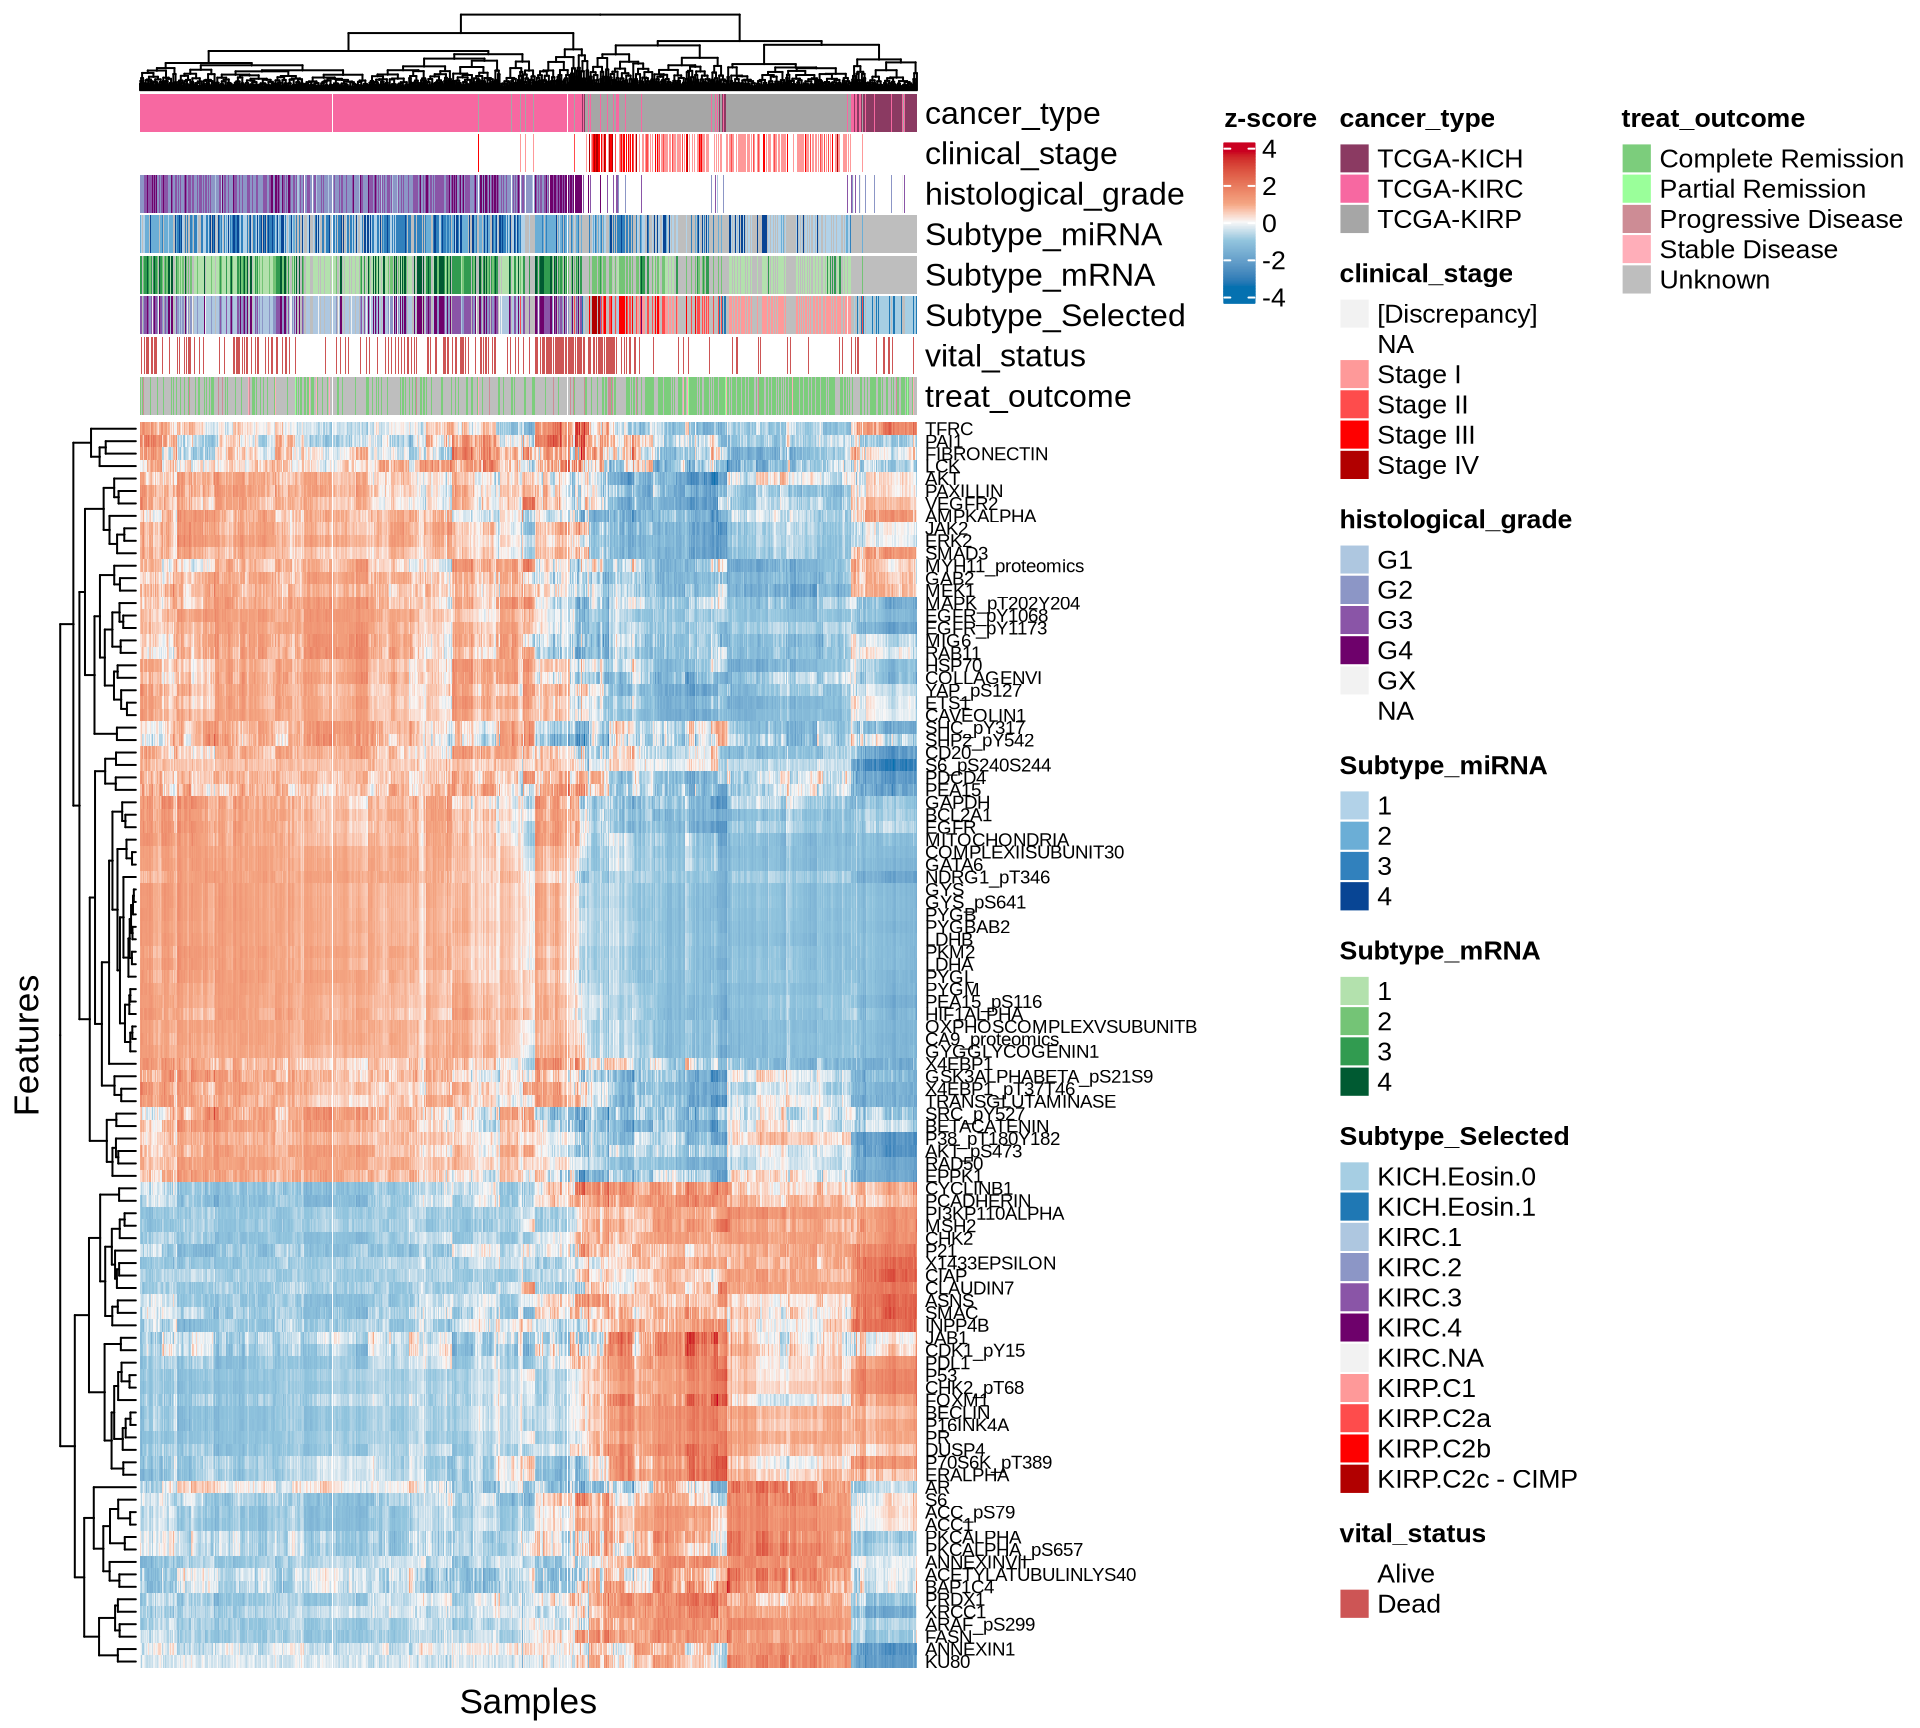 cancer_type
clinical_stage
histological_grade
Subtype_miRNA
Subtype_mRNA
Subtype_Selected
vital_status
treat_outcome
TFRC
PAI1
FIBRONECTIN
LCK
AKT
PAXILLIN
VEGFR2
AMPKALPHA
JAK2
ERK2
SMAD3
MYH11_proteomics
GAB2
MEK1
MAPK_pT202Y204
EGFR_pY1068
EGFR_pY1173
MIG6
RAB11
HSP70
COLLAGENVI
YAP_pS127
ETS1
CAVEOLIN1
SHC_pY317
SHP2_pY542
CD20
S6_pS240S244
PDCD4
PEA15
GAPDH
BCL2A1
EGFR
MITOCHONDRIA
COMPLEXIISUBUNIT30
GATA6
NDRG1_pT346
GYS
GYS_pS641
PYGB
PYGBAB2
LDHB
PKM2
LDHA
PYGL
PYGM
PEA15_pS116
HIF1ALPHA
OXPHOSCOMPLEXVSUBUNITB
CA9_proteomics
GYGGLYCOGENIN1
X4EBP1
GSK3ALPHABETA_pS21S9
X4EBP1_pT37T46
TRANSGLUTAMINASE
SRC_pY527
BETACATENIN
P38_pT180Y182
AKT_pS473
RAD50
EPPK1
CYCLINB1
PCADHERIN
PI3KP110ALPHA
MSH2
CHK2
P21
X1433EPSILON
CIAP
CLAUDIN7
ASNS
SMAC
INPP4B
JAB1
CDK1_pY15
PDL1
P53
CHK2_pT68
FOXM1
BECLIN
P16INK4A
PR
DUSP4
P70S6K_pT389
ERALPHA
AR
S6
ACC_pS79
ACC1
PKCALPHA
PKCALPHA_pS657
ANNEXINVII
ACETYLATUBULINLYS40
BAP1C4
PRDX1
XRCC1
ARAF_pS299
FASN
ANNEXIN1
KU80
Features
Samples
z-score
4
2
0
-2
-4
cancer_type
TCGA-KICH
TCGA-KIRC
TCGA-KIRP
clinical_stage
[Discrepancy]
NA
Stage I
Stage II
Stage III
Stage IV
histological_grade
G1
G2
G3
G4
GX
NA
Subtype_miRNA
1
2
3
4
Subtype_mRNA
1
2
3
4
Subtype_Selected
KICH.Eosin.0
KICH.Eosin.1
KIRC.1
KIRC.2
KIRC.3
KIRC.4
KIRC.NA
KIRP.C1
KIRP.C2a
KIRP.C2b
KIRP.C2c - CIMP
vital_status
Alive
Dead
treat_outcome
Complete Remission
Partial Remission
Progressive Disease
Stable Disease
Unknown